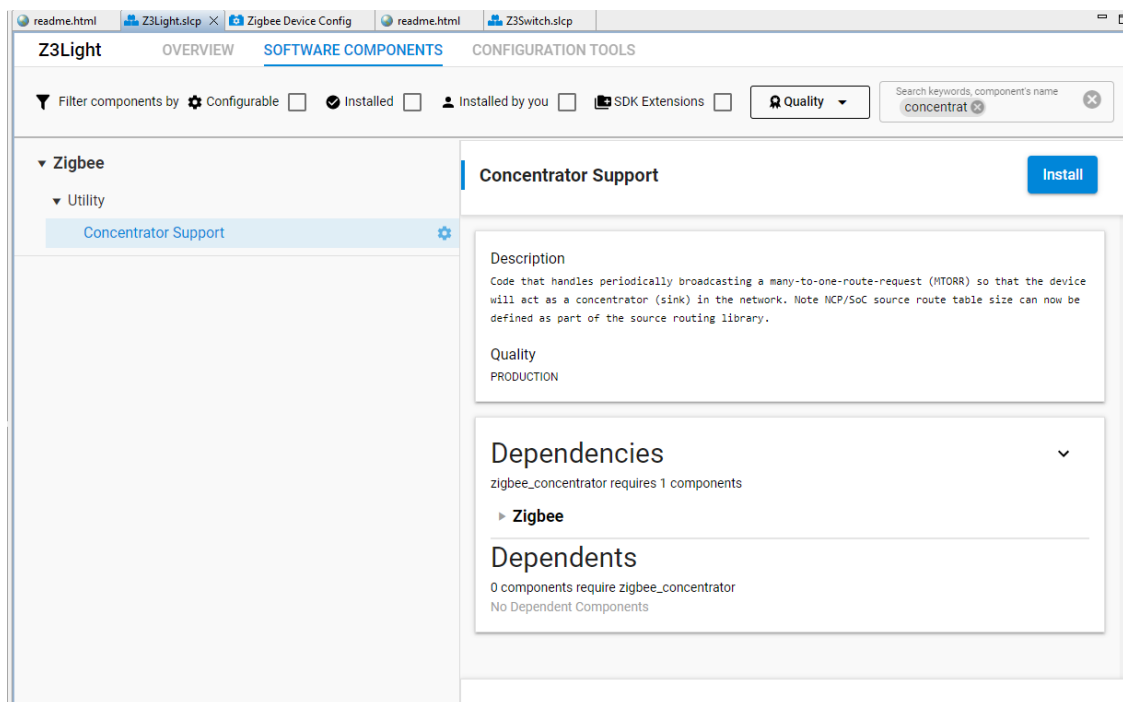 readme.html
Z3Light.slcp
Zigbee Device Config
readme.html
Z3Switch.slcp
Z3Light
OVERVIEW
SOFTWARE COMPONENTS
CONFIGURATION TOOLS
Filter components by
Configurable
Installed
Installed by you
SDK Extensions
Quality
Search keywords, component's name
concentrat
Zigbee
Utility
Concentrator Support
Concentrator Support
Install
Description
Code that handles periodically broadcasting a many-to-one-route-request (MTORR) so that the device
will act as a concentrator (sink) in the network. Note NCP/SoC source route table size can now be
defined as part of the source routing library.
Quality
PRODUCTION
Dependencies
zigbee_concentrator requires 1 components
Zigbee
Dependents
0 components require zigbee_concentrator
No Dependent Components